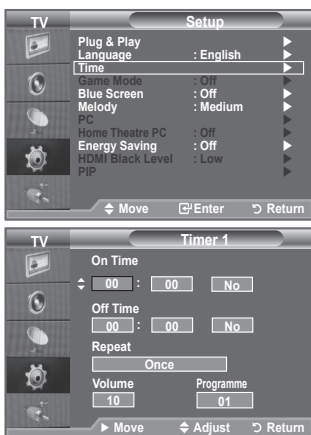 TV Setup
Plug & Play
Language : English
Time
Game Mode : Off
Blue Screen : Off
Melody : Medium
PC
Home Theatre PC : Off
Energy Saving : Off
HDMI Black Level : Low
PIP
Move Enter Return
TV Timer 1
On Time
00 : 00 No
Off Time
00 : 00 No
Repeat
Once
Volume Programme
10 01
Move Adjust Return